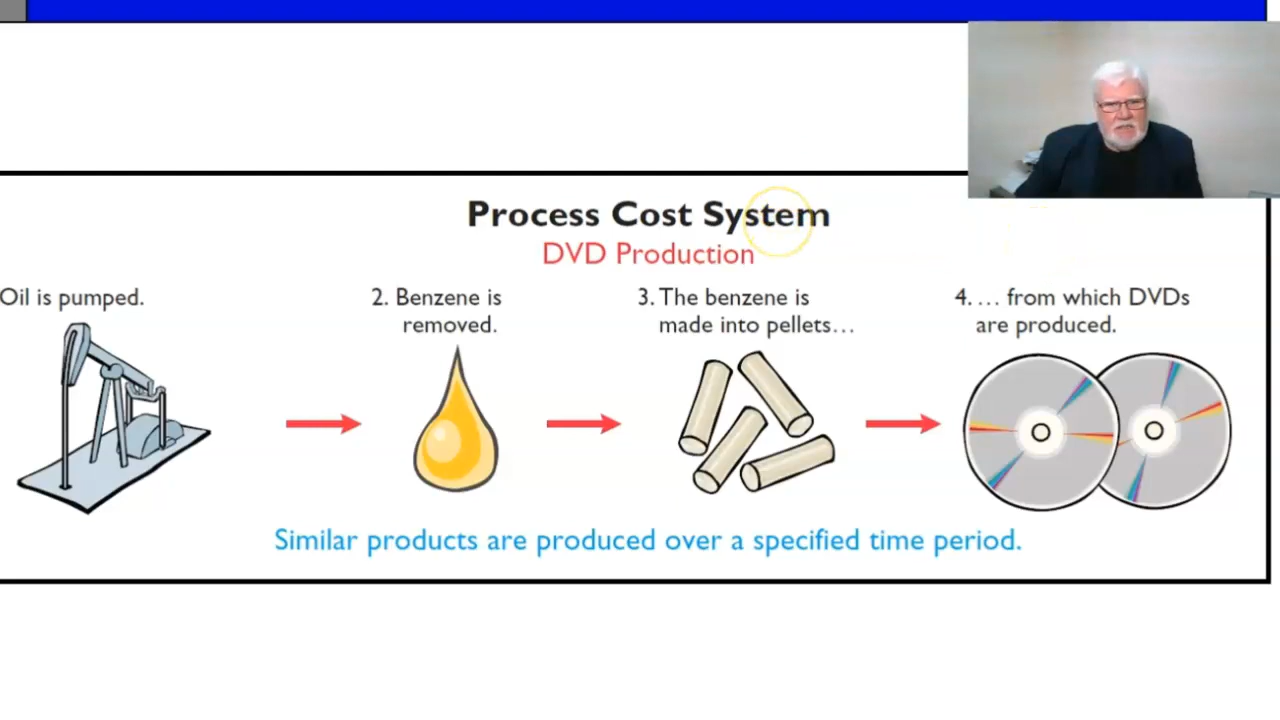 Process Cost System
DVD Production
Oil is pumped.
2. Benzene is
removed.
3. The benzene is
made into pellets...
4. ... from which DVDs
are produced.
Similar products are produced over a specified time period.